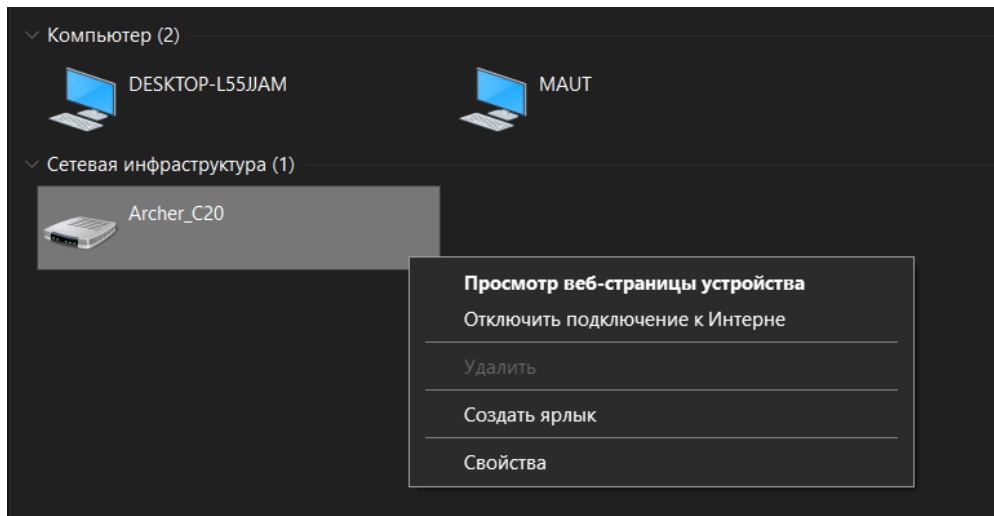 Компьютер (2)
DESKTOP-L55JJAM
MAUT
Сетевая инфраструктура (1)
Archer_C20
Просмотр веб-страницы устройства
Отключить подключение к Интерне
Удалить
Создать ярлык
Свойства